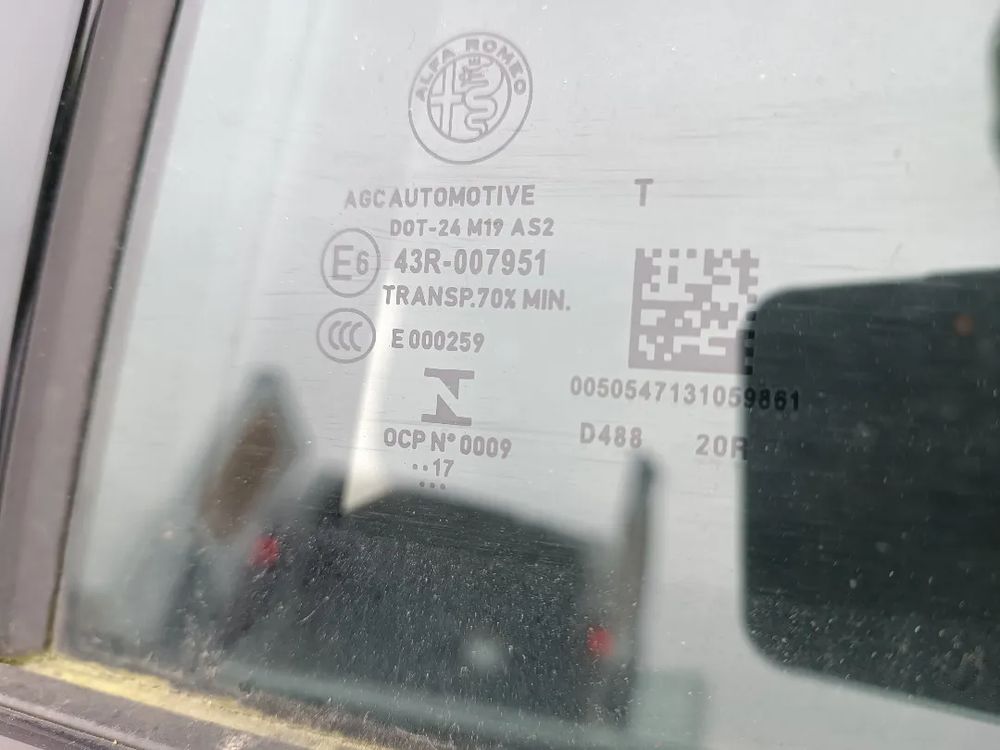 ALFA ROMEO
AGC AUTOMOTIVE
T
DOT-24 M19 AS2
E6 43R-007951
TRANSP.70% MIN.
CCC E 000259
N
OCP N° 0009
..17
...
0050547131059861
D488 20R